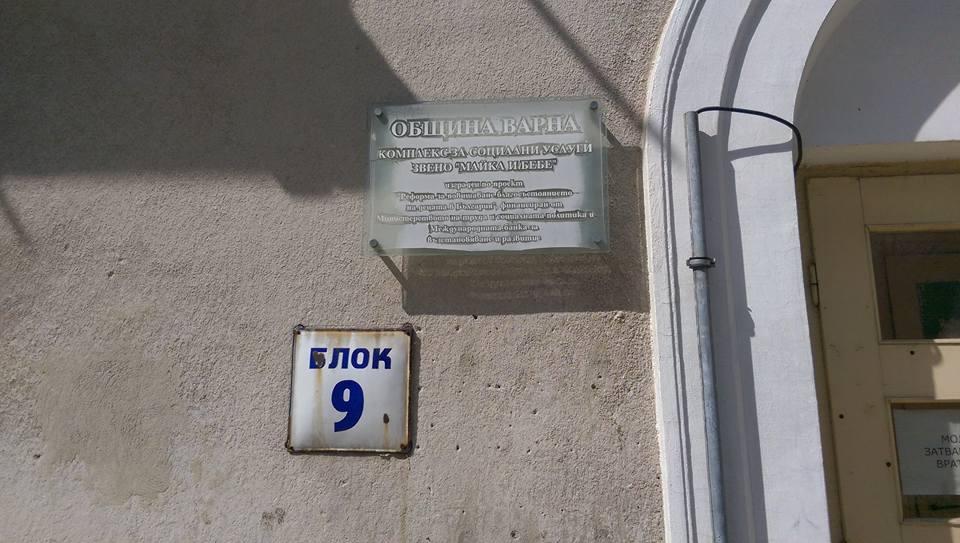 ОБЩИНА ВАРНА
КОМПЛЕКС ЗА СОЦИАЛНИ УСЛУГИ
ЗВЕНО "МАЙКА И БЕБЕ"
изграден по проект
"Реформа за повишаване благосъстоянието
на децата в България", финансиран от
Министерството на труда и социалната политика и
Международната банка за
възстановяване и развитие
БЛОК
9